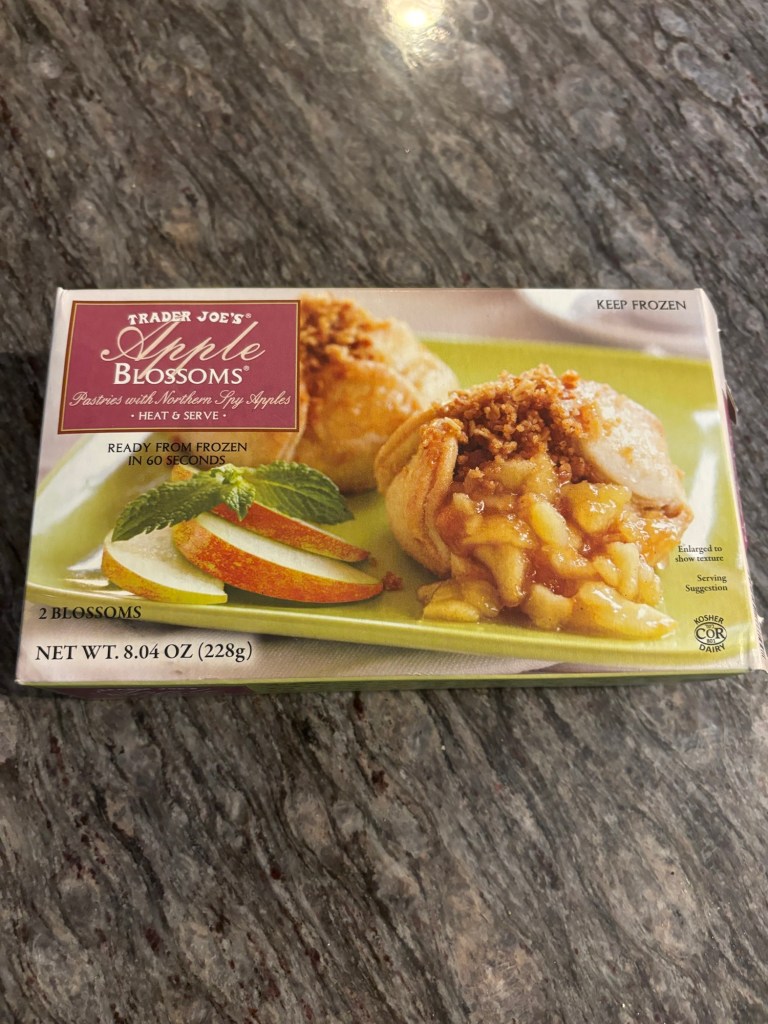 KEEP FROZEN
TRADER JOE'S®
Apple
BLOSSOMS®
Pastries with Northern Spy Apples
• HEAT & SERVE •
READY FROM FROZEN
IN 60 SECONDS
Enlarged to
show texture
Serving
Suggestion
2 BLOSSOMS
NET WT. 8.04 OZ (228g)
KOSHER
COR
DAIRY